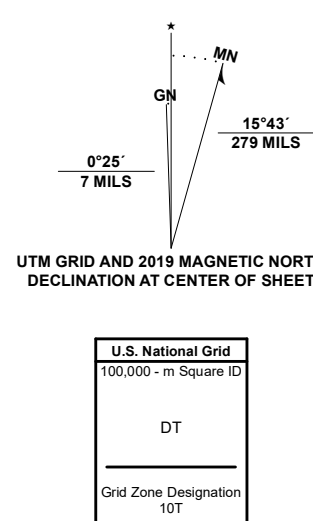 ★
MN
GN
15°43´
279 MILS
0°25´
7 MILS
UTM GRID AND 2019 MAGNETIC NORT
DECLINATION AT CENTER OF SHEET
U.S. National Grid
100,000 - m Square ID
DT
Grid Zone Designation
10T